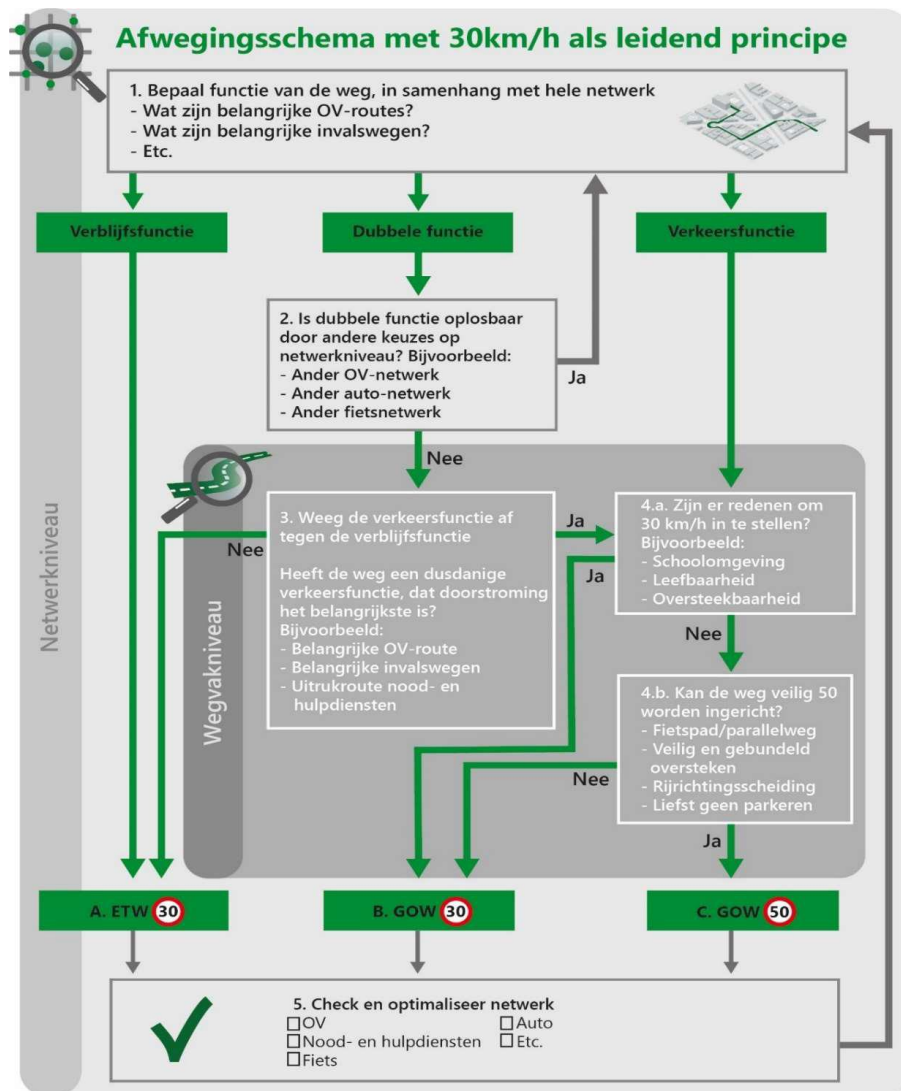 Afwegingsschema met 30km/h als leidend principe
1. Bepaal functie van de weg, in samenhang met hele netwerk
- Wat zijn belangrijke OV-routes?
- Wat zijn belangrijke invalswegen?
- Etc.
Verblijfsfunctie
Dubbele functie
Verkeersfunctie
2. Is dubbele functie oplosbaar
door andere keuzes op
netwerkniveau? Bijvoorbeeld:
- Ander OV-netwerk
- Ander auto-netwerk
- Ander fietsnetwerk
Ja
Nee
Netwerkniveau
Wegvakniveau
3. Weeg de verkeersfunctie af
tegen de verblijfsfunctie
Heeft de weg een dusdanige
verkeersfunctie, dat doorstroming
het belangrijkste is?
Bijvoorbeeld:
- Belangrijke OV-route
- Belangrijke invalswegen
- Uitrukroute nood- en
hulpdiensten
Nee
Ja
4.a. Zijn er redenen om
30 km/h in te stellen?
Bijvoorbeeld:
- Schoolomgeving
- Leefbaarheid
- Oversteekbaarheid
Ja
Nee
4.b. Kan de weg veilig 50
worden ingericht?
- Fietspad/parallelweg
- Veilig en gebundeld
oversteken
- Rijrichtingsscheiding
- Liefst geen parkeren
Nee
Ja
A. ETW 30
B. GOW 30
C. GOW 50
5. Check en optimaliseer netwerk
OV
Nood- en hulpdiensten
Fiets
Auto
Etc.